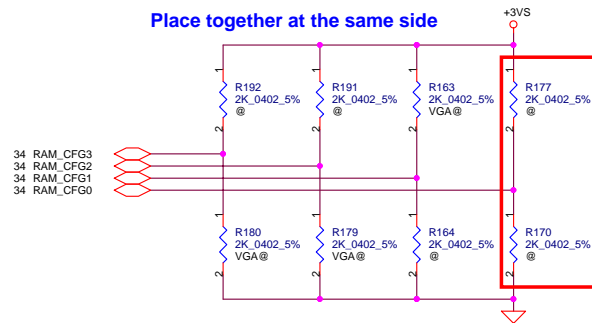 Place together at the same side
+3VS
1 1 1 1
R192 R191 R163 R177
2K_0402_5% 2K_0402_5% 2K_0402_5% 2K_0402_5%
@ @ VGA@ @
2 2 2 2
34 RAM_CFG3
34 RAM_CFG2
34 RAM_CFG1
34 RAM_CFG0
1 1 1 1
R180 R179 R164 R170
2K_0402_5% 2K_0402_5% 2K_0402_5% 2K_0402_5%
VGA@ VGA@ @ @
2 2 2 2